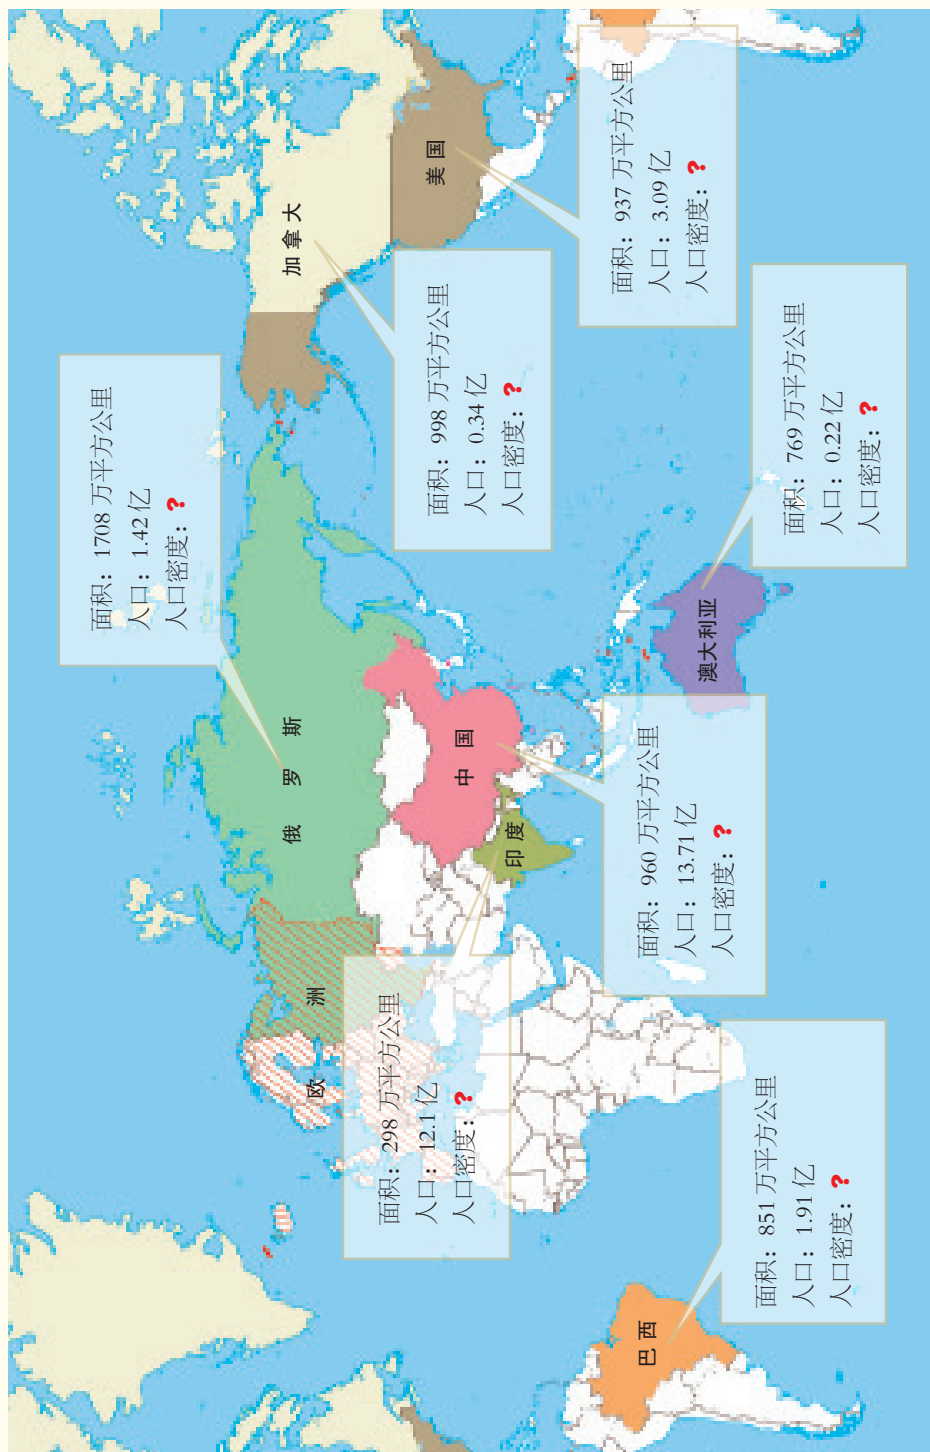 面积：1708 万平方公里
人口：1.42 亿
人口密度：？
加拿大
美国
面积：937 万平方公里
人口：3.09 亿
人口密度：？
面积：998 万平方公里
人口：0.34 亿
人口密度：？
俄罗斯
欧洲
中国
印度
面积：298 万平方公里
人口：12.1 亿
人口密度：？
面积：960 万平方公里
人口：13.71 亿
人口密度：？
澳大利亚
面积：769 万平方公里
人口：0.22 亿
人口密度：？
巴西
面积：851 万平方公里
人口：1.91 亿
人口密度：？